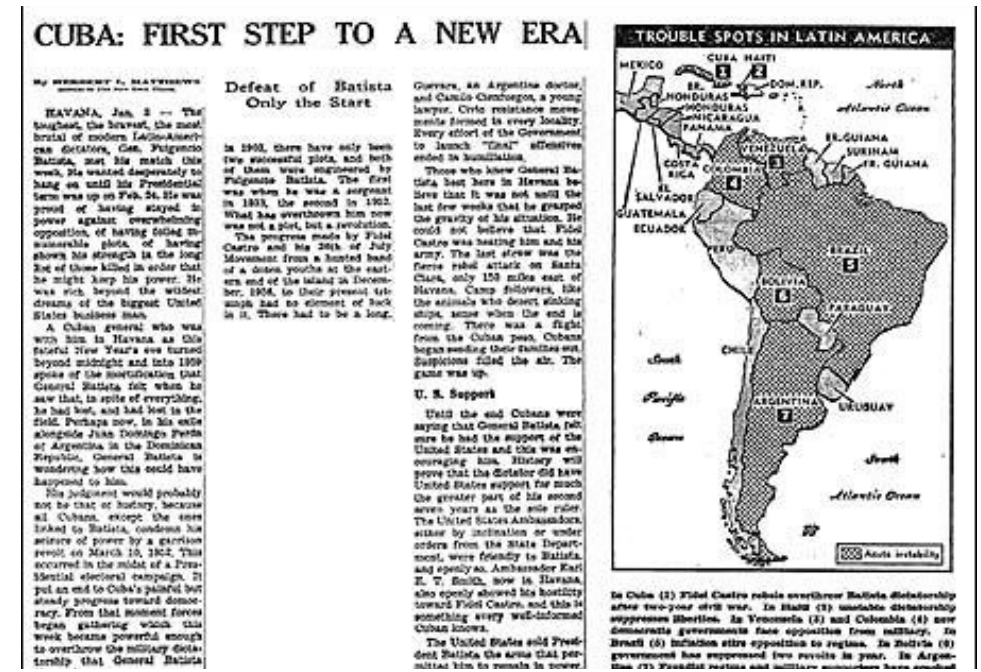 CUBA: FIRST STEP TO A NEW ERA
By HERBERT L. MATTHEWS
HAVANA, Jan. 3 — The
toughest, the bravest, the most
brutal of modern Latin-Ameri-
can dictators, Gen. Fulgencio
Batista, met his match this
week. He wanted desperately to
hang on until his Presidential
term was up on Feb. 24. He was
proud of having stayed in
power against overwhelming
opposition, of having foiled in-
numerable plots, of having
shown his strength in the long
list of those killed in order that
he might keep his power. He
was rich beyond the wildest
dreams of the biggest United
States business man.
A Cuban general who was
with him in Havana as this
fateful New Year's eve turned
beyond midnight and into 1959
spoke of the mortification that
General Batista felt when he
saw that, in spite of everything,
he had lost, and had lost in the
field. Perhaps now, in his exile
alongside Juan Domingo Perón
of Argentina in the Dominican
Republic, General Batista is
wondering how this could have
happened to him.
His judgment would probably
not be that of history, because
all Cubans, except the ones
linked to Batista, condemn his
seizure of power by a garrison
revolt on March 10, 1952. This
occurred in the midst of a Pres-
idential electoral campaign. It
put an end to Cuba's painful but
steady progress toward democ-
racy. From that moment forces
began gathering which this
week became powerful enough
to overthrow the military dicta-
torship that General Batista
Defeat of Batista
Only the Start
in 1902, there have only been
two successful plots, and both
of them were engineered by
Fulgencio Batista. The first
was when he was a sergeant
in 1933, the second in 1952.
What has overthrown him now
was not a plot, but a revolution.
The progress made by Fidel
Castro and his 26th of July
Movement from a hunted band
of a dozen youths at the east-
ern end of the island in Decem-
ber, 1956, to their present tri-
umph had no element of luck
in it. There had to be a long,
Guevara, an Argentine doctor,
and Camilo Cienfuegos, a young
lawyer. Civic resistance move-
ments formed in every locality.
Every effort of the Government
to launch "final" offensives
ended in humiliation.
Those who knew General Ba-
tista best here in Havana be-
lieve that it was not until the
last few weeks that he grasped
the gravity of his situation. He
could not believe that Fidel
Castro was beating him and his
army. The last straw was the
fierce rebel attack on Santa
Clara, only 150 miles east of
Havana. Camp followers, like
the animals who desert sinking
ships, sense when the end is
coming. There was a flight
from the Cuban peso. Cubans
began sending their families out.
Suspicions filled the air. The
game was up.
U. S. Support
Until the end Cubans were
saying that General Batista felt
sure he had the support of the
United States and this was en-
couraging him. History will
prove that the dictator did have
United States support for much
the greater part of his second
seven years as the sole ruler.
The United States Ambassadors,
either by inclination or under
orders from the State Depart-
ment, were friendly to Batista,
and openly so. Ambassador Earl
E. T. Smith, now in Havana,
also openly showed his hostility
toward Fidel Castro, and this is
something every well-informed
Cuban knows.
The United States sold Presi-
dent Batista the arms that per-
mitted him to remain in power.
TROUBLE SPOTS IN LATIN AMERICA
MEXICO
CUBA HAITI
1 2
DOM. REP.
North
Atlantic Ocean
BR.
HONDURAS
HONDURAS
NICARAGUA
PANAMA
COSTA
RICA
EL
SALVADOR
GUATEMALA
ECUADOR
VENEZUELA
3
COLOMBIA
4
BR. GUIANA
SURINAM
FR. GUIANA
PERU
BRAZIL
5
BOLIVIA
6
PARAGUAY
CHILE
South
Pacific
Ocean
ARGENTINA
7
URUGUAY
South
Atlantic Ocean
Acute instability
In Cuba (1) Fidel Castro rebels overthrow Batista dictatorship
after two-year civil war. In Haiti (2) unstable dictatorship
suppresses liberties. In Venezuela (3) and Colombia (4) new
democratic governments face opposition from military. In
Brazil (5) inflation stirs opposition to regime. In Bolivia (6)
government has suppressed two revolts in year. In Argen-
tina (7) Frondizi regime